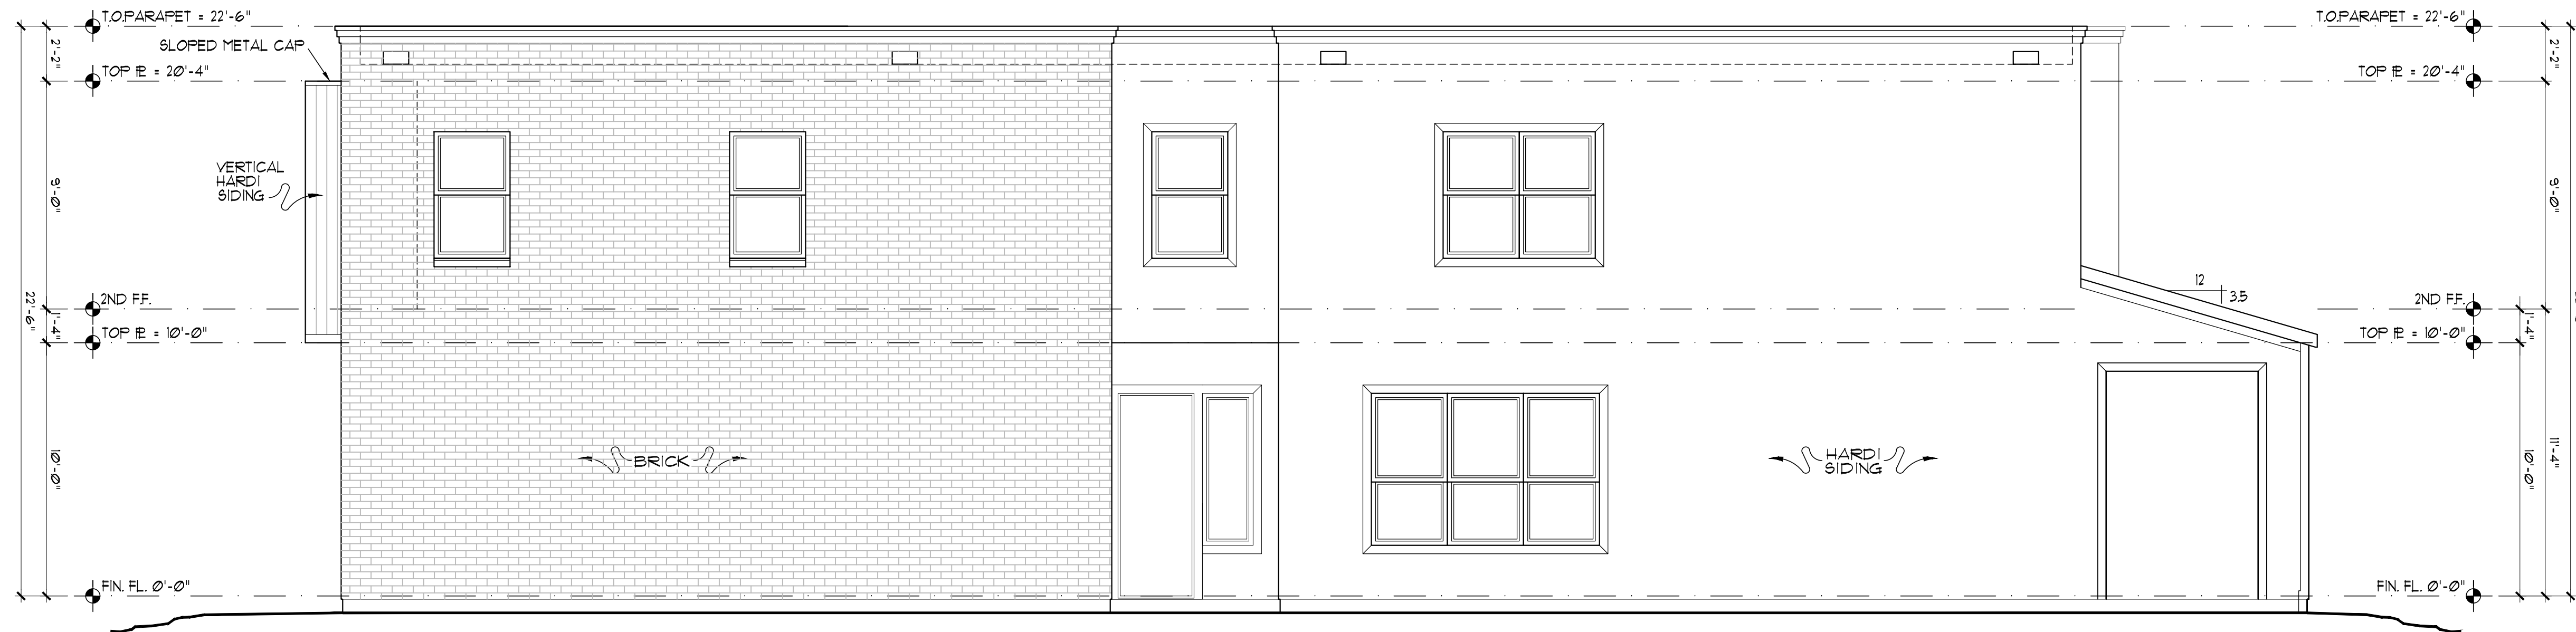 T.O.PARAPET = 22'-6"
T.O.PARAPET = 22'-6"
SLOPED METAL CAP
2'-2"
2'-2"
TOP PL = 20'-4"
TOP PL = 20'-4"
VERTICAL
HARDI
SIDING
9'-0"
9'-0"
12
3.5
2ND F.F.
2ND F.F.
22'-6"
1'-4"
1'-4"
TOP PL = 10'-0"
TOP PL = 10'-0"
BRICK
HARDI
SIDING
10'-0"
10'-0"
11'-4"
FIN. FL. 0'-0"
FIN. FL. 0'-0"